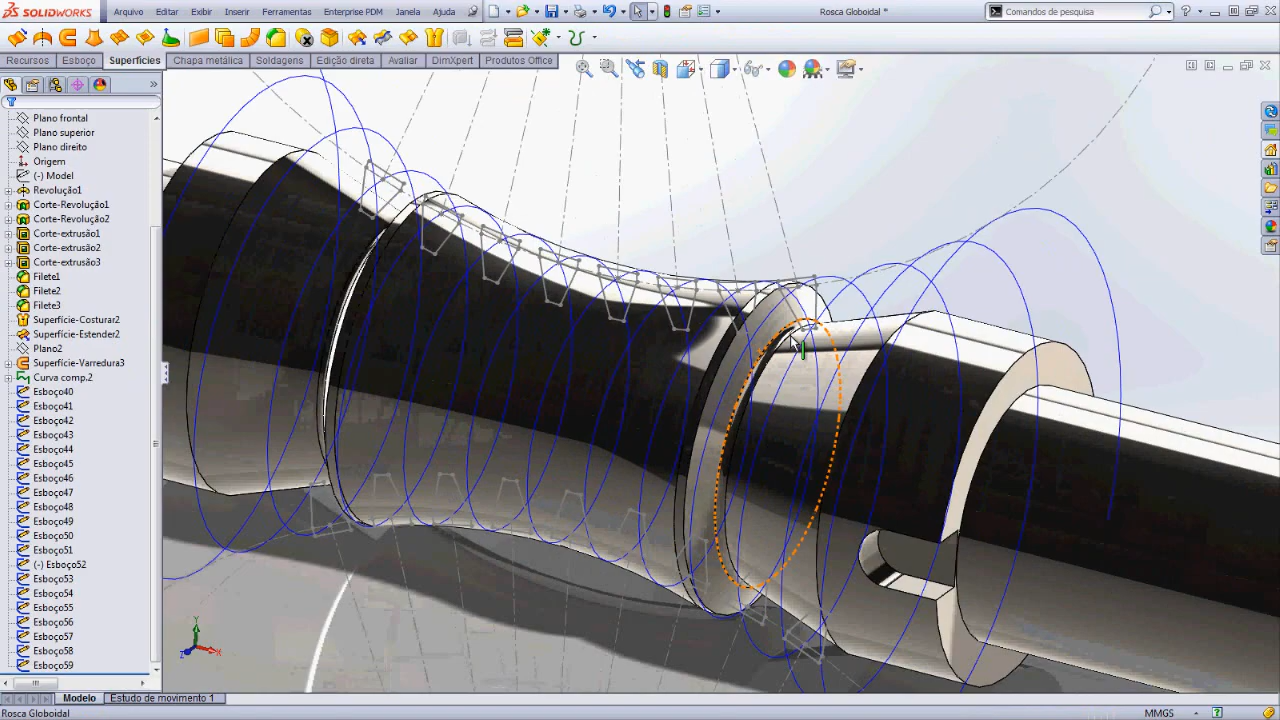 SOLIDWORKS Arquivo Editar Exibir Inserir Ferramentas Enterprise PDM Janela Ajuda Rosca Globoidal * Comandos de pesquisa
Recursos Esboço Superfícies Chapa metálica Soldagens Edição direta Avaliar DimXpert Produtos Office
Plano frontal
Plano superior
Plano direito
Origem
(-) Model
Revolução1
Corte-Revolução1
Corte-Revolução2
Corte-extrusão1
Corte-extrusão2
Corte-extrusão3
Filete1
Filete2
Filete3
Superfície-Costurar2
Superfície-Estender2
Plano2
Superfície-Varredura3
Curva comp.2
Esboço40
Esboço41
Esboço42
Esboço43
Esboço44
Esboço45
Esboço46
Esboço47
Esboço48
Esboço49
Esboço50
Esboço51
(-) Esboço52
Esboço53
Esboço54
Esboço55
Esboço56
Esboço57
Esboço58
Esboço59
Y
X
Z
Modelo Estudo de movimento 1
Rosca Globoidal MMGS